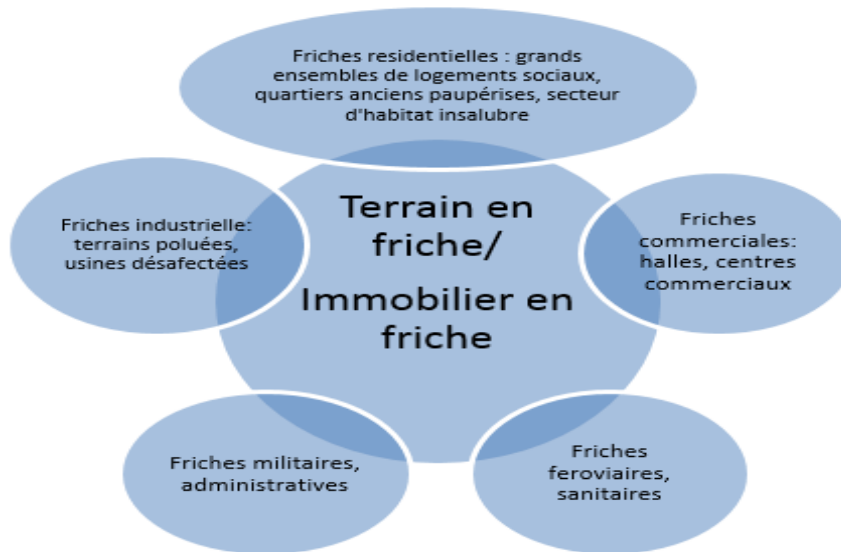 Friches residentielles : grands
ensembles de logements sociaux,
quartiers anciens paupérises, secteur
d'habitat insalubre
Terrain en
friche/
Immobilier en
friche
Friches industrielle:
terrains poluées,
usines désafectées
Friches
commerciales:
halles, centres
commerciaux
Friches militaires,
administratives
Friches
feroviaires,
sanitaires